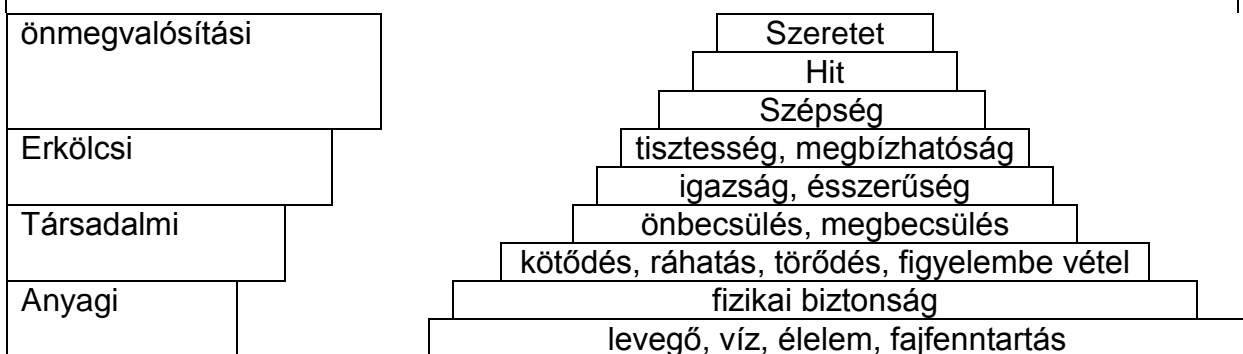 önmegvalósítási
Szeretet
Hit
Szépség
Erkölcsi
tisztesség, megbízhatóság
igazság, ésszerűség
Társadalmi
önbecsülés, megbecsülés
kötődés, ráhatás, törődés, figyelembe vétel
Anyagi
fizikai biztonság
levegő, víz, élelem, fajfenntartás